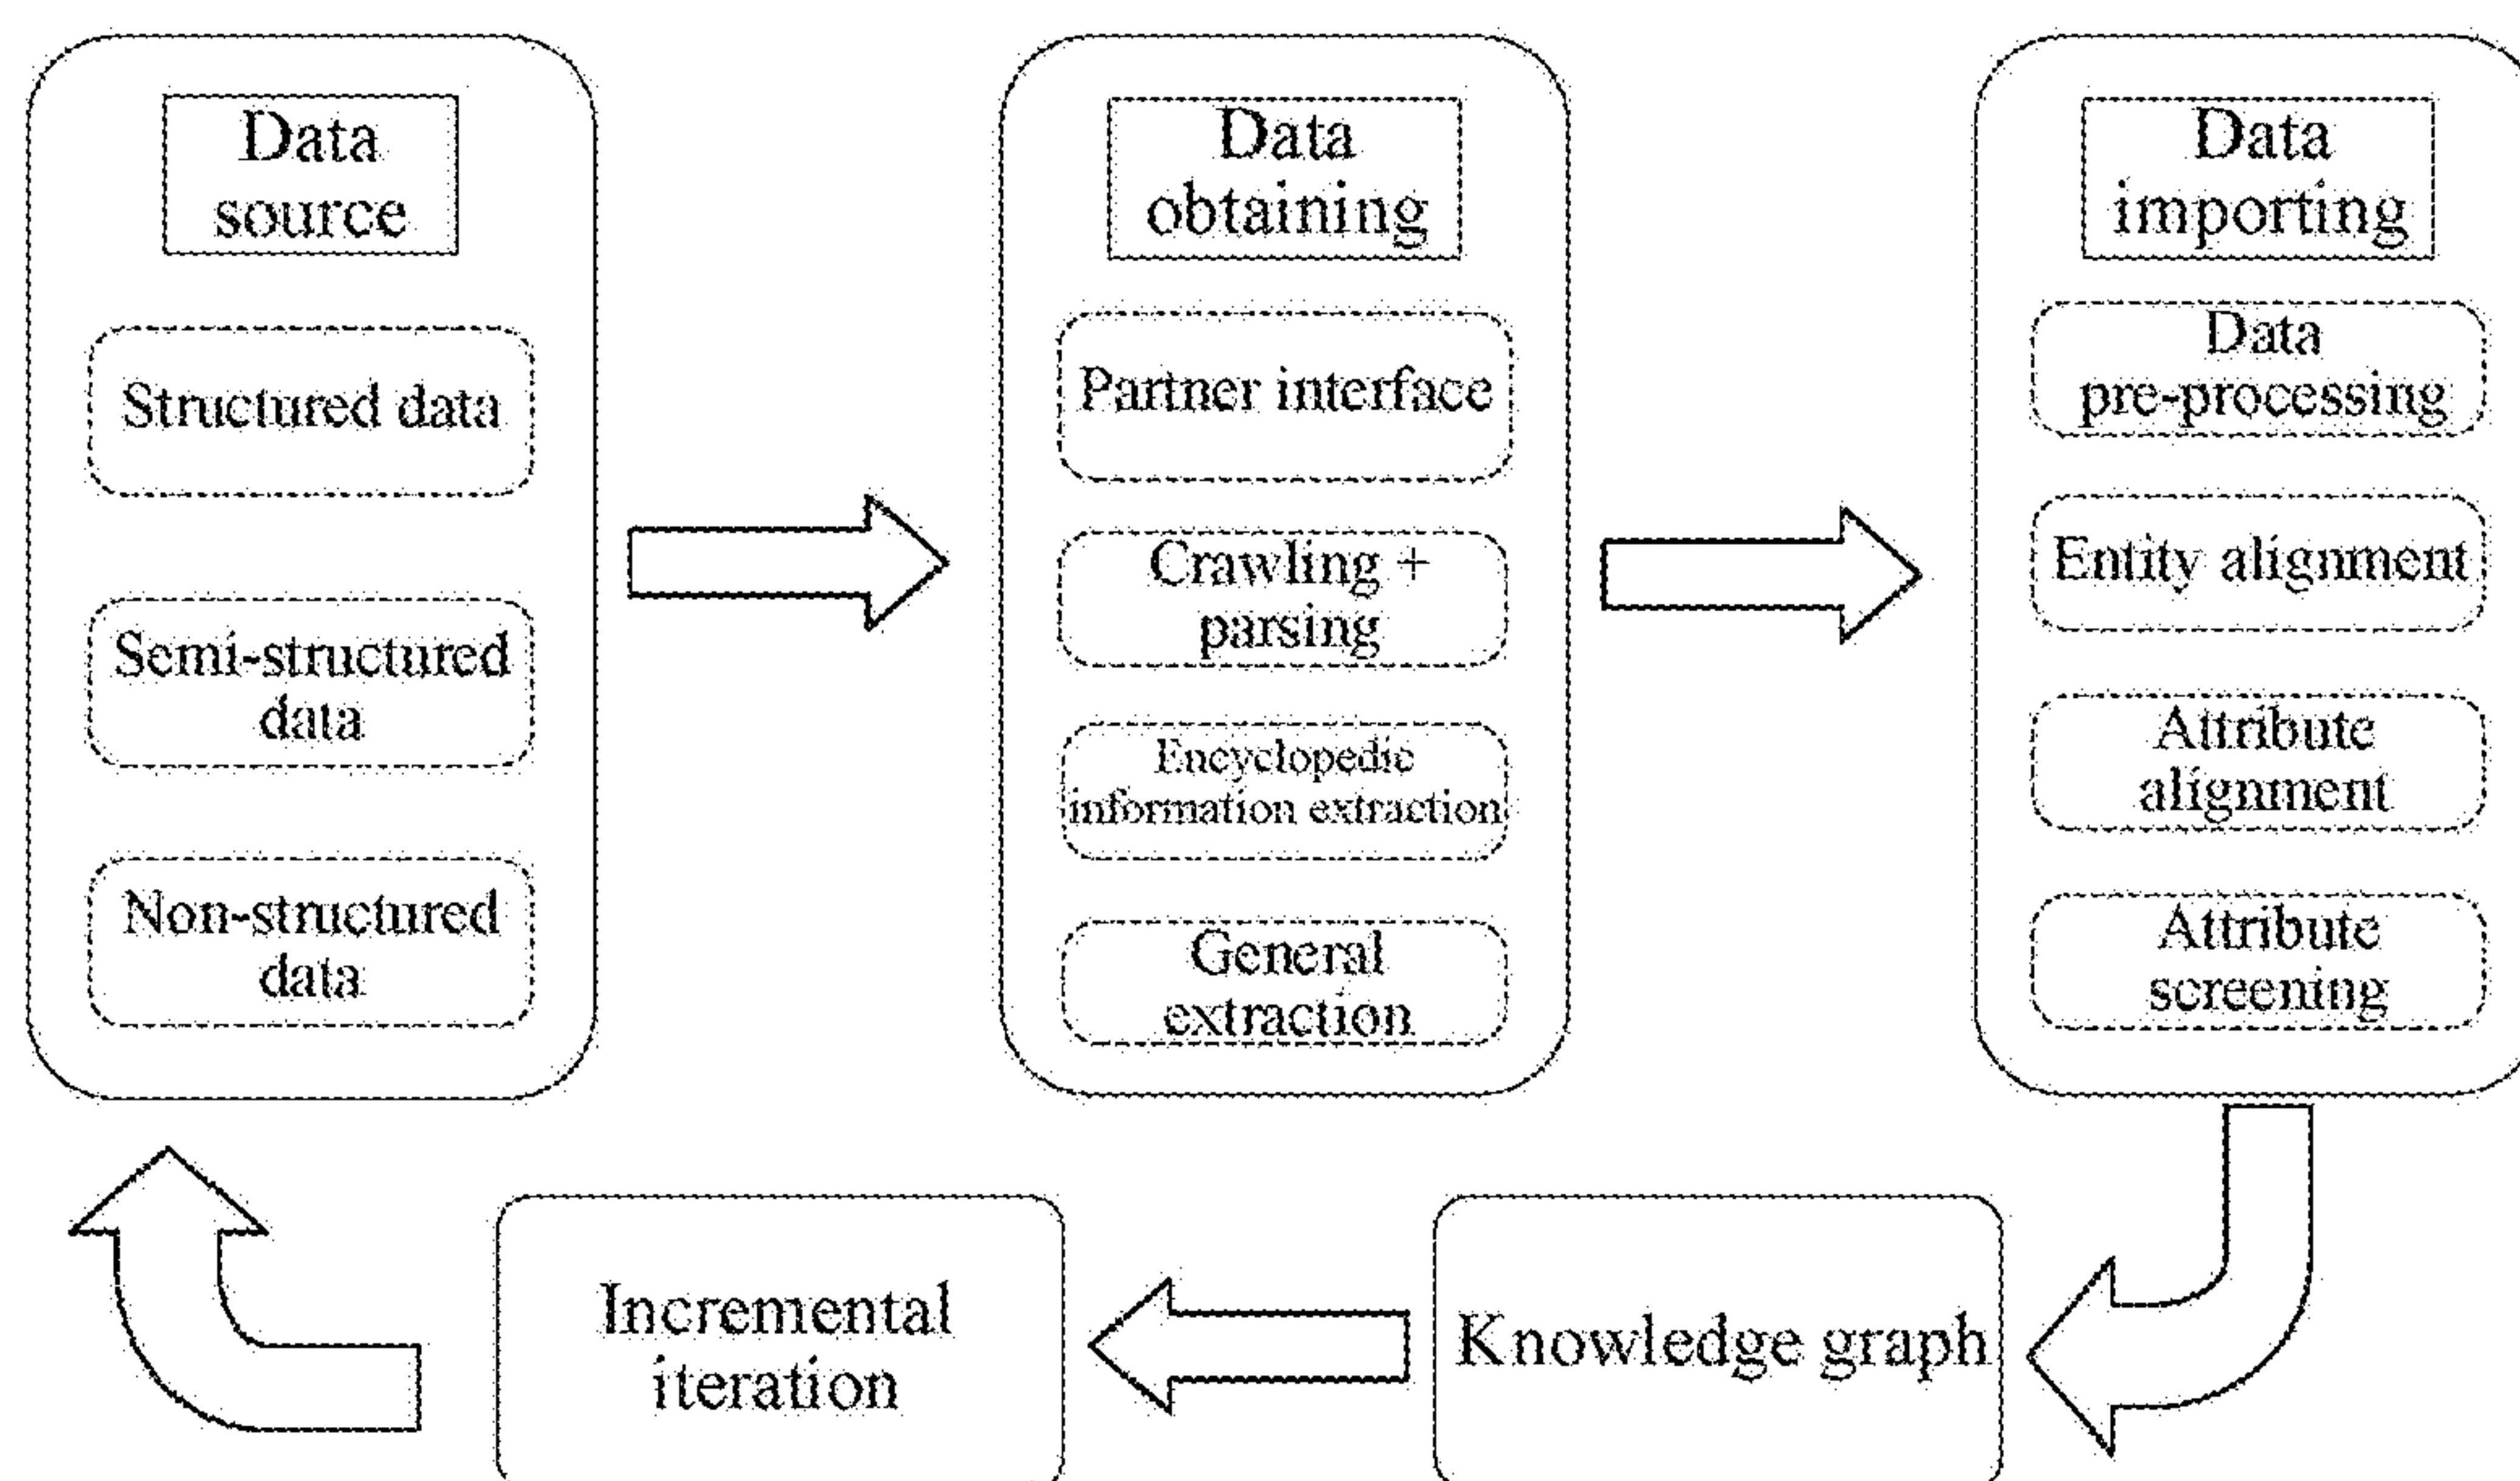 Data
source
Structured data
Semi-structured
data
Non-structured
data
Data
obtaining
Partner interface
Crawling +
parsing
Encyclopedic
information extraction
General
extraction
Data
importing
Data
pre-processing
Entity alignment
Attribute
alignment
Attribute
screening
Knowledge graph
Incremental
iteration